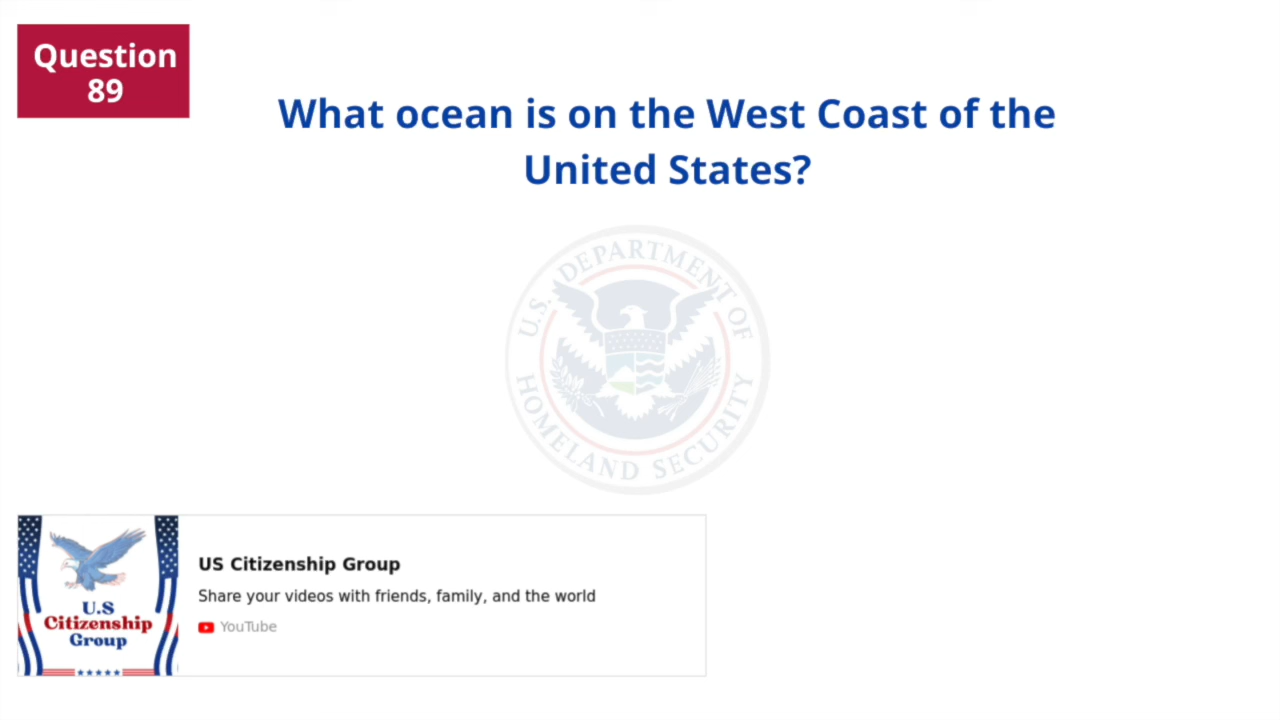 Question
89
What ocean is on the West Coast of the
United States?
U.S. DEPARTMENT OF
HOMELAND SECURITY
U.S
Citizenship
Group
US Citizenship Group
Share your videos with friends, family, and the world
YouTube